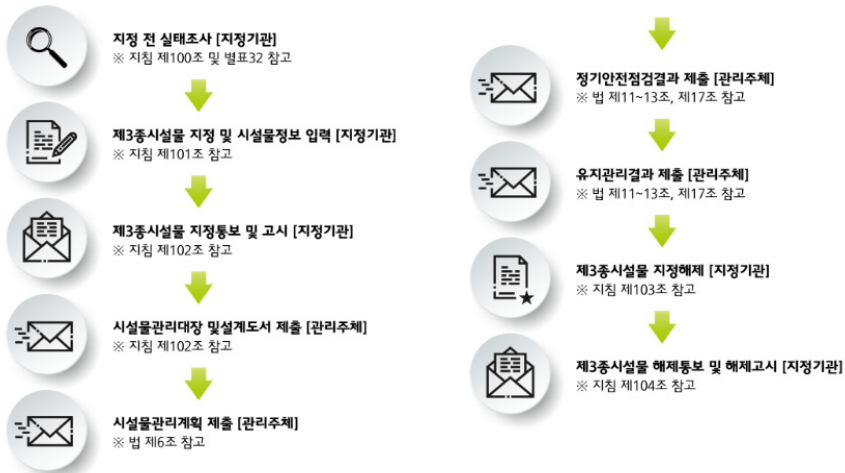 지정 전 실태조사 [지정기관]
※ 지침 제100조 및 별표32 참고
제3종시설물 지정 및 시설물정보 입력 [지정기관]
※ 지침 제101조 참고
제3종시설물 지정통보 및 고시 [지정기관]
※ 지침 제102조 참고
시설물관리대장 및설계도서 제출 [관리주체]
※ 지침 제102조 참고
시설물관리계획 제출 [관리주체]
※ 법 제6조 참고
정기안전점검결과 제출 [관리주체]
※ 법 제11~13조, 제17조 참고
유지관리결과 제출 [관리주체]
※ 법 제11~13조, 제17조 참고
제3종시설물 지정해제 [지정기관]
※ 지침 제103조 참고
제3종시설물 해제통보 및 해제고시 [지정기관]
※ 지침 제104조 참고